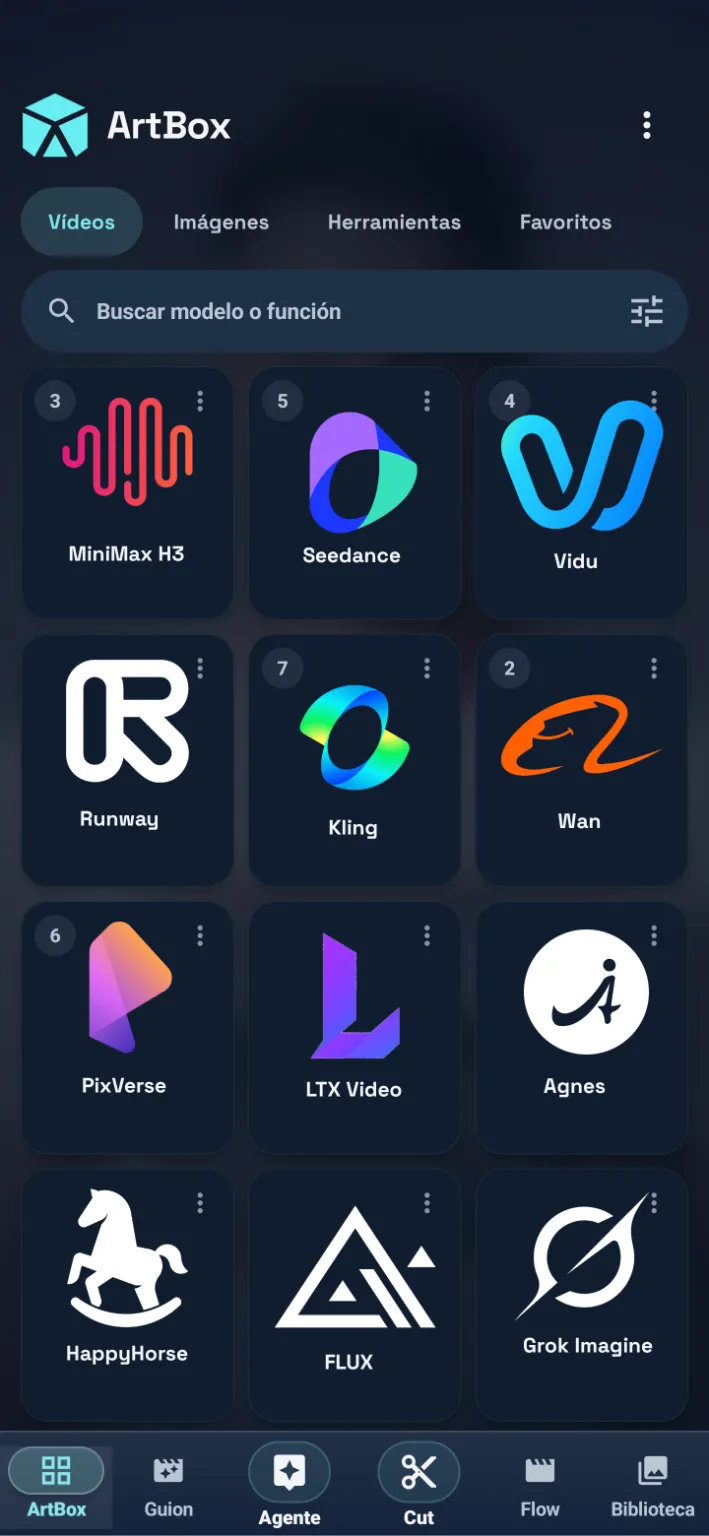 ArtBox
Vídeos Imágenes Herramientas Favoritos
Buscar modelo o función
3 5 4
MiniMax H3 Seedance Vidu
7 2
Runway Kling Wan
6
PixVerse LTX Video Agnes
HappyHorse FLUX Grok Imagine
ArtBox Guion Agente Cut Flow Biblioteca